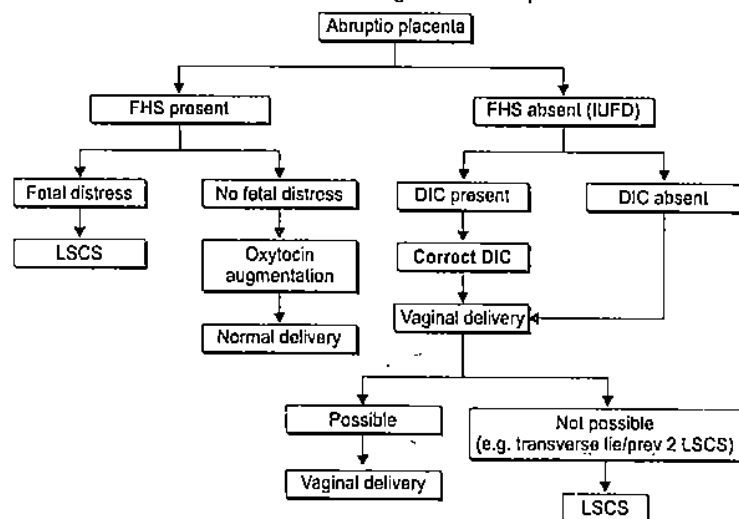 Abruptio placenta
FHS present
FHS absent (IUFD)
Fotal distress
No fetal distress
DIC present
DIC absent
LSCS
Oxytocin
augmentation
Correct DIC
Normal delivery
Vaginal delivery
Possible
Not possible
(e.g. transverse lie/prev 2 LSCS)
Vaginal delivery
LSCS